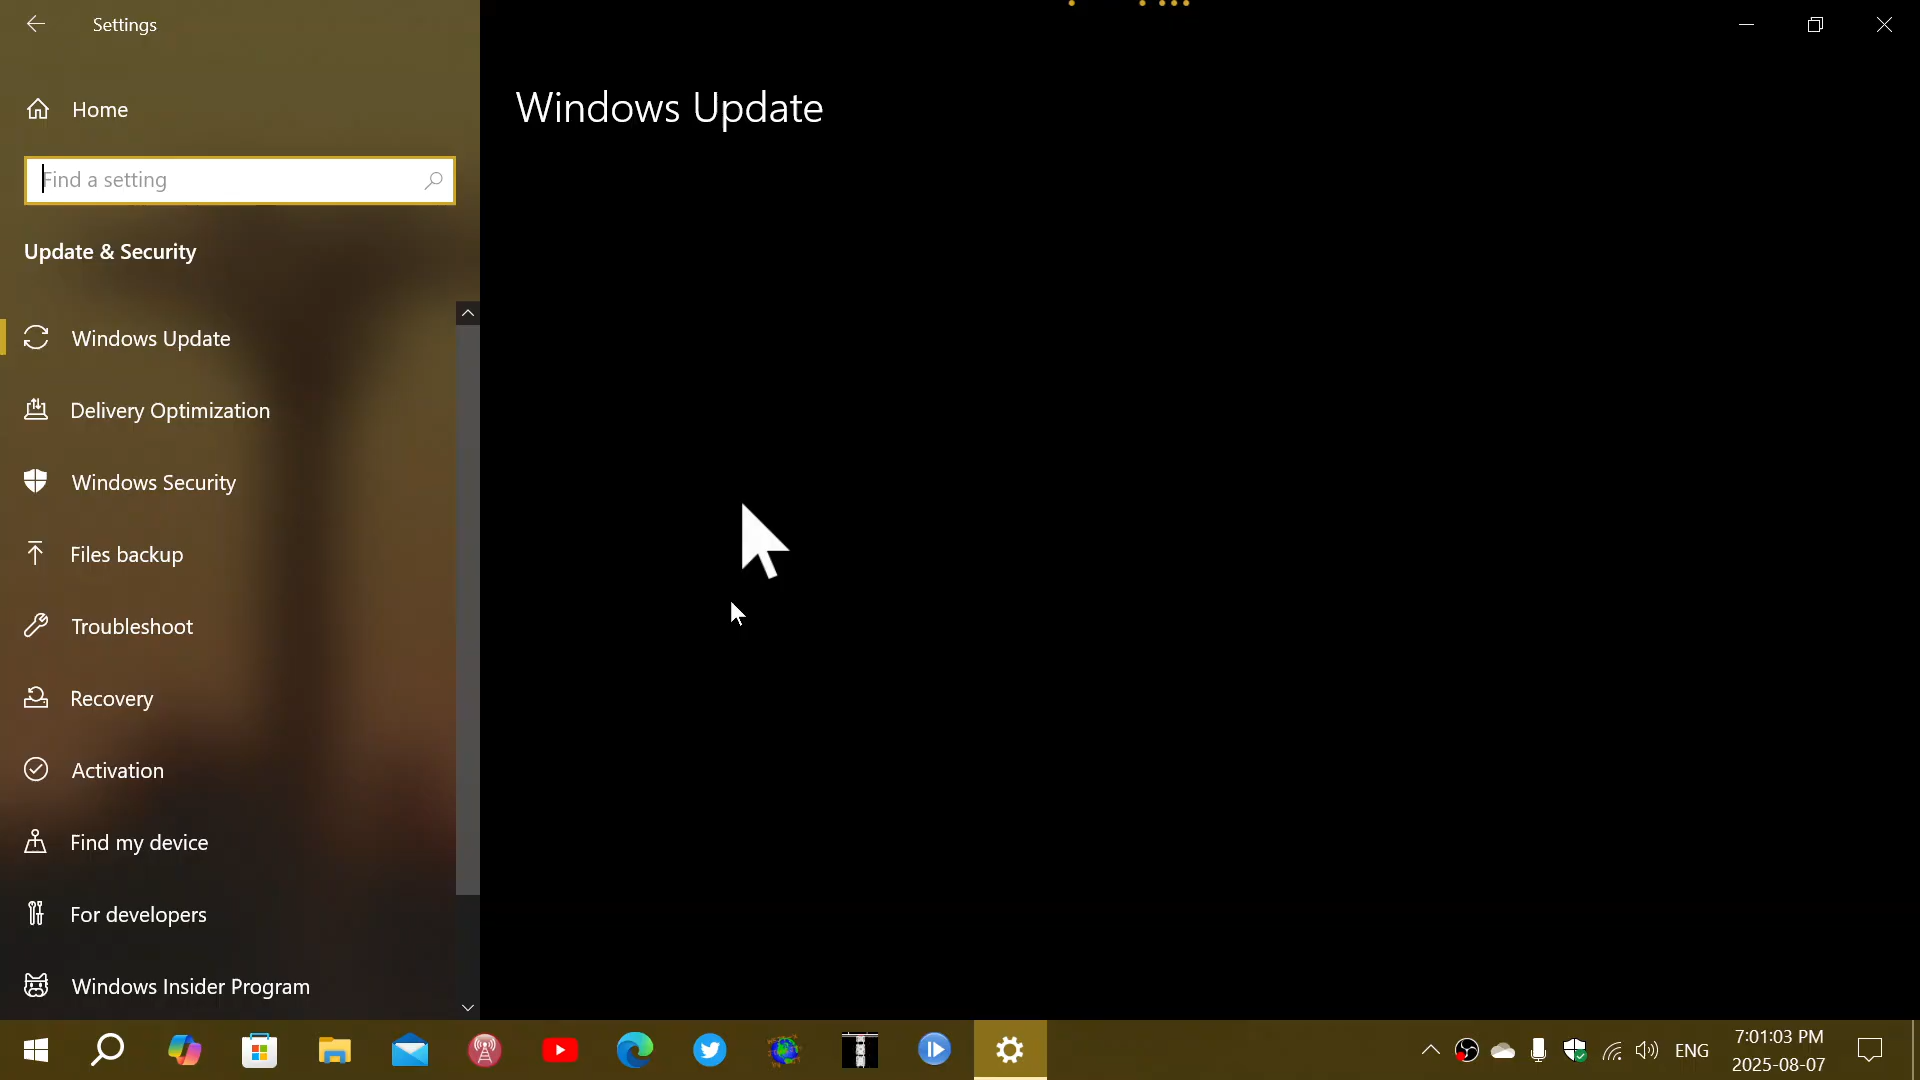 Settings
Home
Find a setting
Update & Security
Windows Update
Delivery Optimization
Windows Security
Files backup
Troubleshoot
Recovery
Activation
Find my device
For developers
Windows Insider Program
Windows Update
ENG
7:01:03 PM
2025-08-07